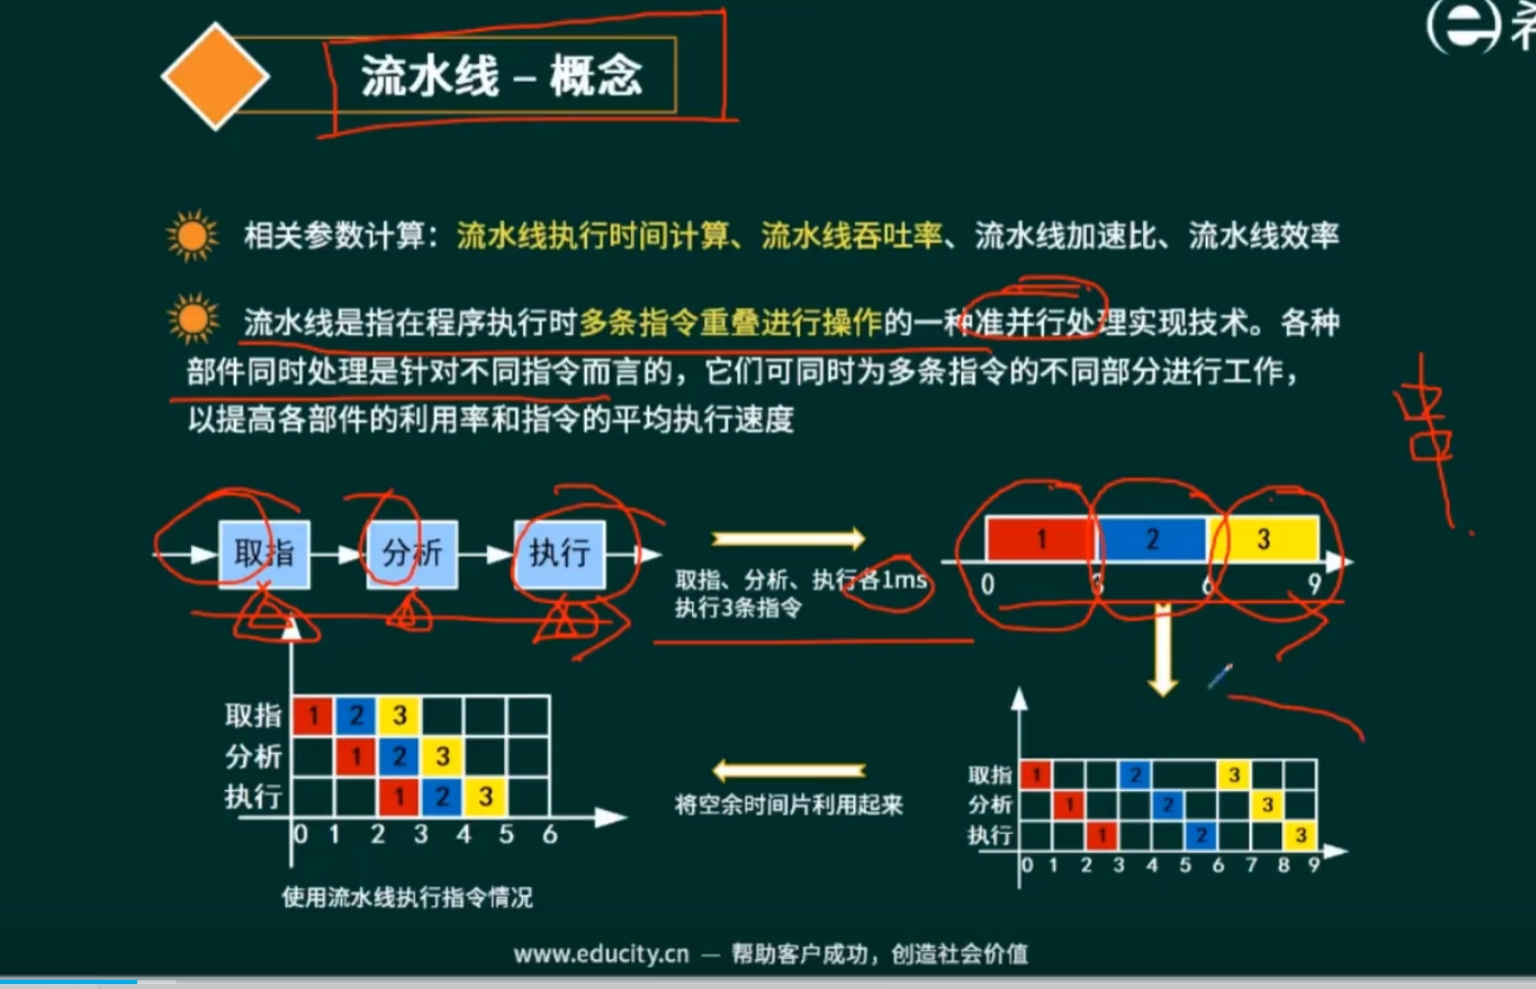 流水线 – 概念
相关参数计算：流水线执行时间计算、流水线吞吐率、流水线加速比、流水线效率
流水线是指在程序执行时多条指令重叠进行操作的一种准并行处理实现技术。各种
部件同时处理是针对不同指令而言的，它们可同时为多条指令的不同部分进行工作，
以提高各部件的利用率和指令的平均执行速度
取指 分析 执行
取指、分析、执行各1ms
执行3条指令
1 2 3
0 3 6 9
取指 1 2 3
分析 1 2 3
执行 1 2 3
0 1 2 3 4 5 6
使用流水线执行指令情况
将空余时间片利用起来
取指 1 2 3
分析 1 2 3
执行 1 2 3
0 1 2 3 4 5 6 7 8 9
www.educity.cn — 帮助客户成功，创造社会价值